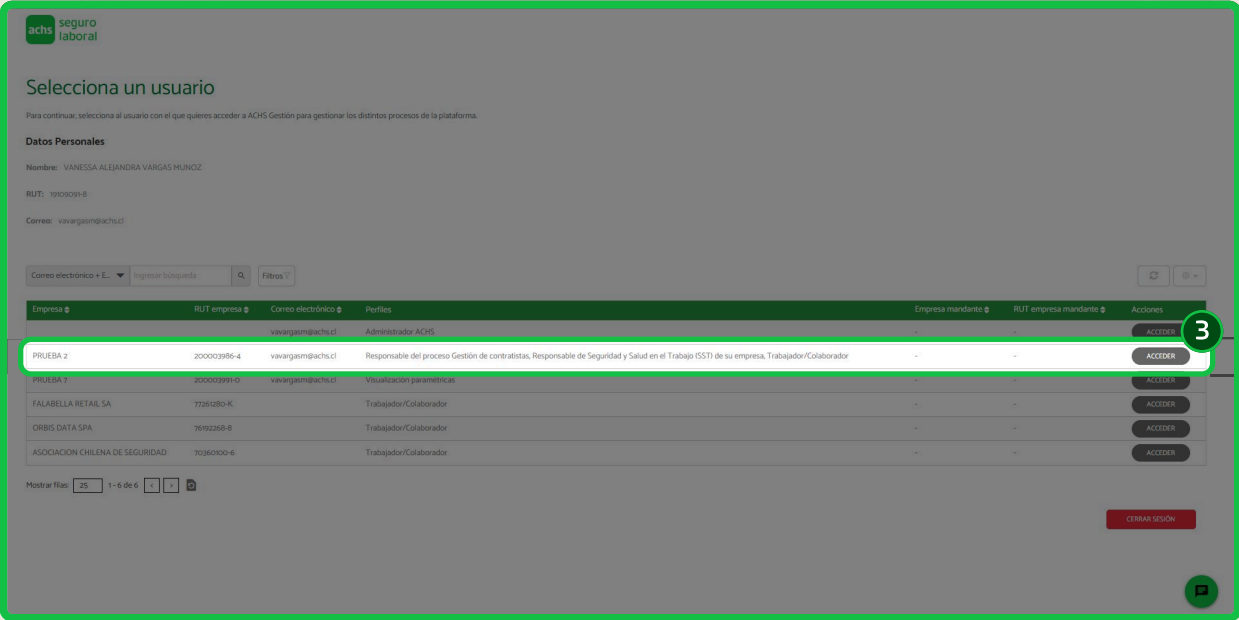 achs seguro laboral
Selecciona un usuario
Para continuar, selecciona al usuario con el que quieres acceder a ACHS Gestión para gestionar los distintos procesos de la plataforma.
Datos Personales
Nombre: VANESSA ALEJANDRA VARGAS MUNOZ
RUT: 19109091-8
Correo: vavargasm@achs.cl
Correo electrónico + E... Ingresar búsqueda Filtros
Empresa RUT empresa Correo electrónico Perfiles Empresa mandante RUT empresa mandante Acciones
vavargasm@achs.cl Administrador ACHS - - ACCEDER
3
PRUEBA 2 200003986-4 vavargasm@achs.cl Responsable del proceso Gestión de contratistas, Responsable de Seguridad y Salud en el Trabajo (SST) de su empresa, Trabajador/Colaborador - - ACCEDER
PRUEBA 7 200003991-0 vavargasm@achs.cl Visualización paramétricas - - ACCEDER
FALABELLA RETAIL SA 77261280-K Trabajador/Colaborador - - ACCEDER
ORBIS DATA SPA 76192268-8 Trabajador/Colaborador - - ACCEDER
ASOCIACION CHILENA DE SEGURIDAD 70360100-6 Trabajador/Colaborador - - ACCEDER
Mostrar filas: 25 1 - 6 de 6 < >
CERRAR SESIÓN